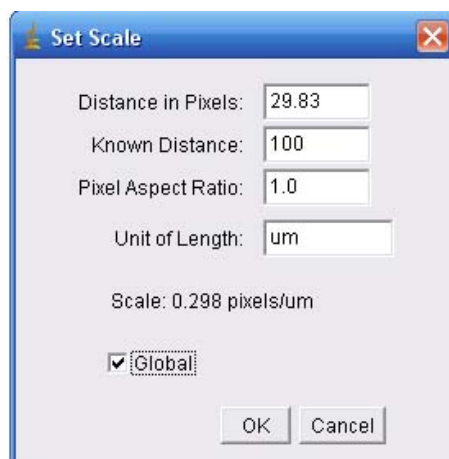 Set Scale
Distance in Pixels: 29.83
Known Distance: 100
Pixel Aspect Ratio: 1.0
Unit of Length: um
Scale: 0.298 pixels/um
Global
OK Cancel